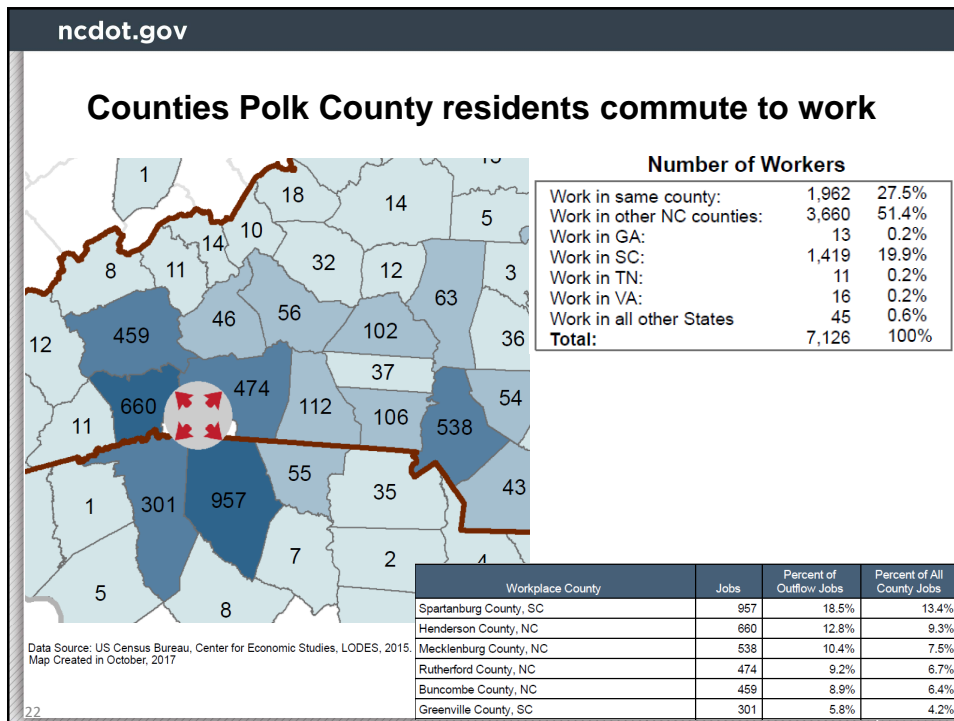 ncdot.gov
Counties Polk County residents commute to work
1
18
14
5
10
14
32
12
3
8
11
63
56
46
102
36
12
459
37
474
54
660
112
106
11
538
55
35
43
1
301
957
7
2
5
8
Number of Workers
Work in same county: 1,962 27.5%
Work in other NC counties: 3,660 51.4%
Work in GA: 13 0.2%
Work in SC: 1,419 19.9%
Work in TN: 11 0.2%
Work in VA: 16 0.2%
Work in all other States 45 0.6%
Total: 7,126 100%
Workplace County Jobs Percent of Outflow Jobs Percent of All County Jobs
Spartanburg County, SC 957 18.5% 13.4%
Henderson County, NC 660 12.8% 9.3%
Mecklenburg County, NC 538 10.4% 7.5%
Rutherford County, NC 474 9.2% 6.7%
Buncombe County, NC 459 8.9% 6.4%
Greenville County, SC 301 5.8% 4.2%
Data Source: US Census Bureau, Center for Economic Studies, LODES, 2015.
Map Created in October, 2017
22